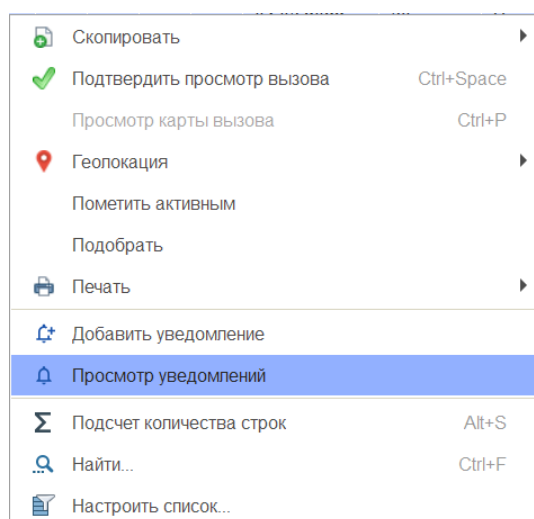 Скопировать
Подтвердить просмотр вызова Ctrl+Space
Просмотр карты вызова Ctrl+P
Геолокация
Пометить активным
Подобрать
Печать
Добавить уведомление
Просмотр уведомлений
Подсчет количества строк Alt+S
Найти... Ctrl+F
Настроить список...